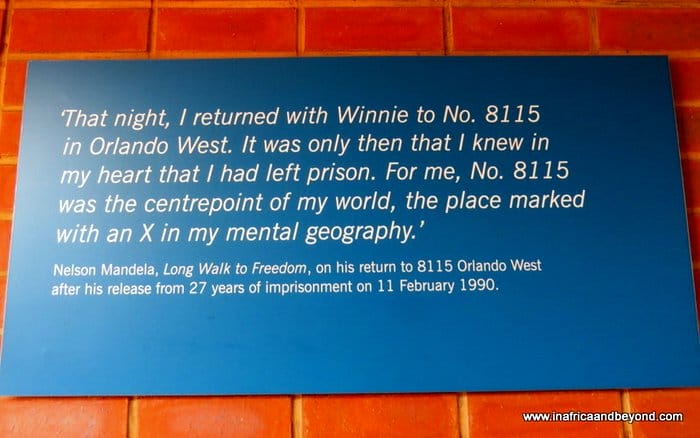 ‘That night, I returned with Winnie to No. 8115
in Orlando West. It was only then that I knew in
my heart that I had left prison. For me, No. 8115
was the centrepoint of my world, the place marked
with an X in my mental geography.’
Nelson Mandela, Long Walk to Freedom, on his return to 8115 Orlando West
after his release from 27 years of imprisonment on 11 February 1990.
www.inafricaandbeyond.com